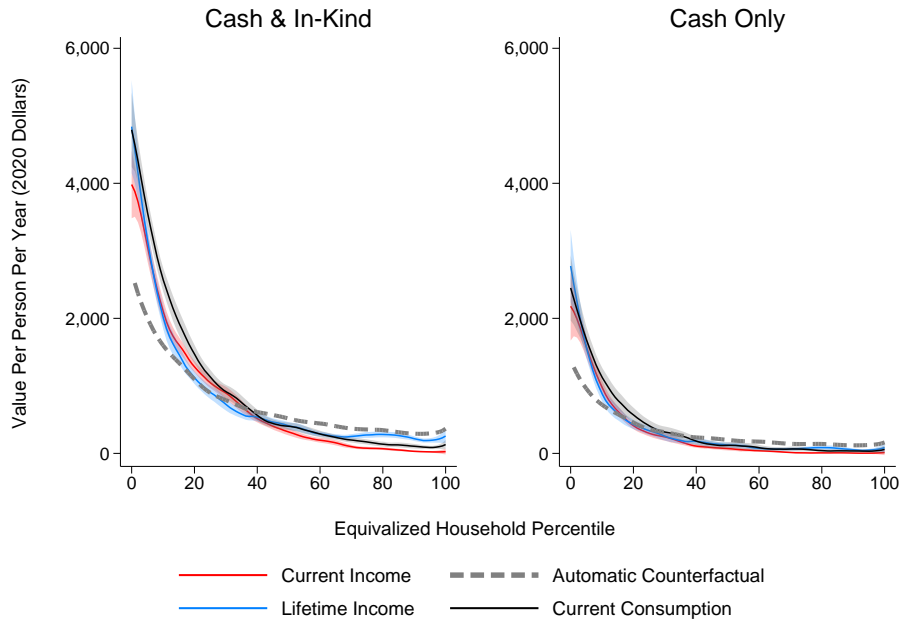 Cash & In-Kind
Cash Only
Value Per Person Per Year (2020 Dollars)
6,000
4,000
2,000
0
0 20 40 60 80 100
6,000
4,000
2,000
0
0 20 40 60 80 100
Equivalized Household Percentile
Current Income
Automatic Counterfactual
Lifetime Income
Current Consumption